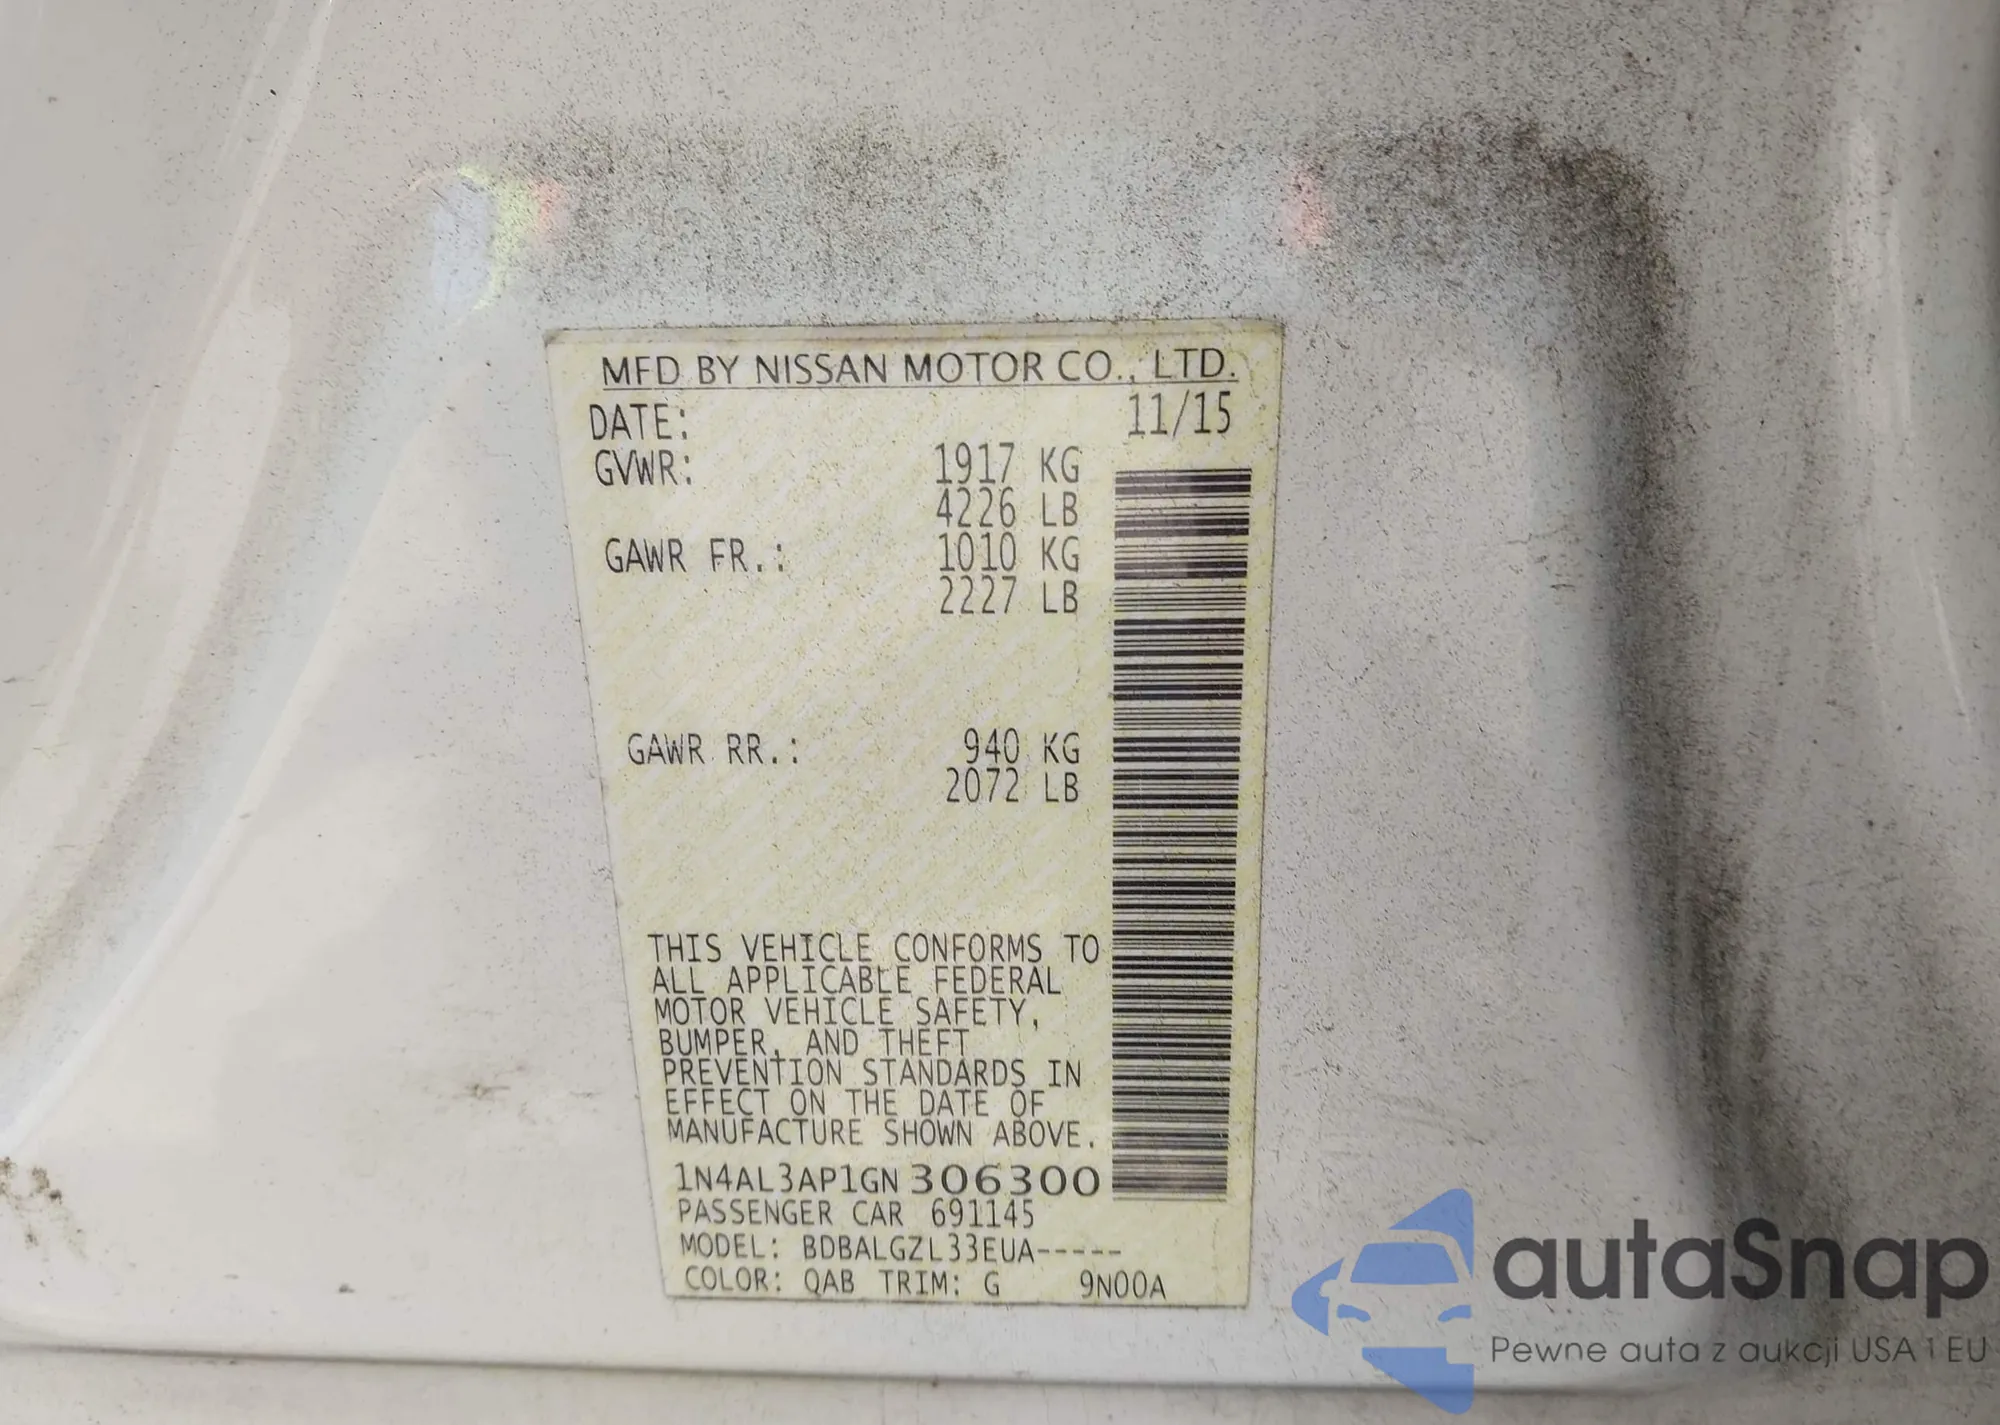 MFD BY NISSAN MOTOR CO., LTD.
DATE: 11/15
GVWR: 1917 KG
4226 LB
GAWR FR.: 1010 KG
2227 LB
GAWR RR.: 940 KG
2072 LB
THIS VEHICLE CONFORMS TO
ALL APPLICABLE FEDERAL
MOTOR VEHICLE SAFETY,
BUMPER, AND THEFT
PREVENTION STANDARDS IN
EFFECT ON THE DATE OF
MANUFACTURE SHOWN ABOVE.
1N4AL3AP1GN 306300
PASSENGER CAR 691145
MODEL: BDBALGZL33EUA-----
COLOR: QAB TRIM: G 9N00A
autaSnap
Pewne auta z aukcji USA i EU